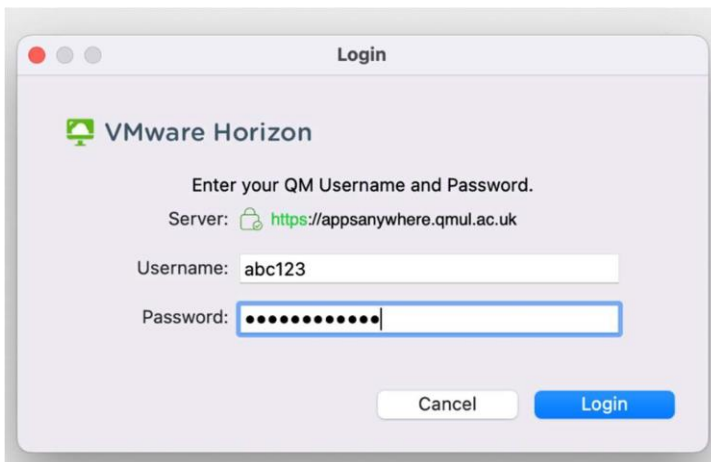 Login
VMware Horizon
Enter your QM Username and Password.
Server: https://appsanywhere.qmul.ac.uk
Username: abc123
Password: ••••••••••••
Cancel Login